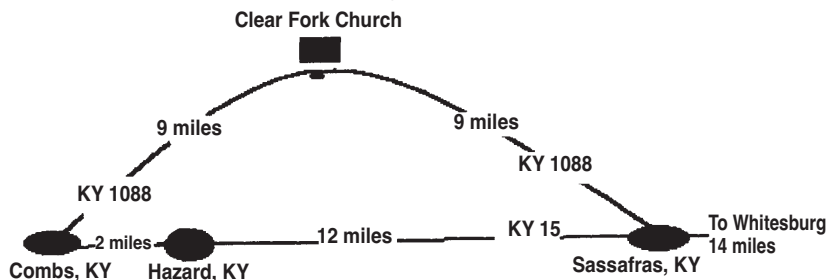 Clear Fork Church
9 miles
9 miles
KY 1088
KY 1088
2 miles
12 miles
KY 15
To Whitesburg
14 miles
Combs, KY
Hazard, KY
Sassafras, KY